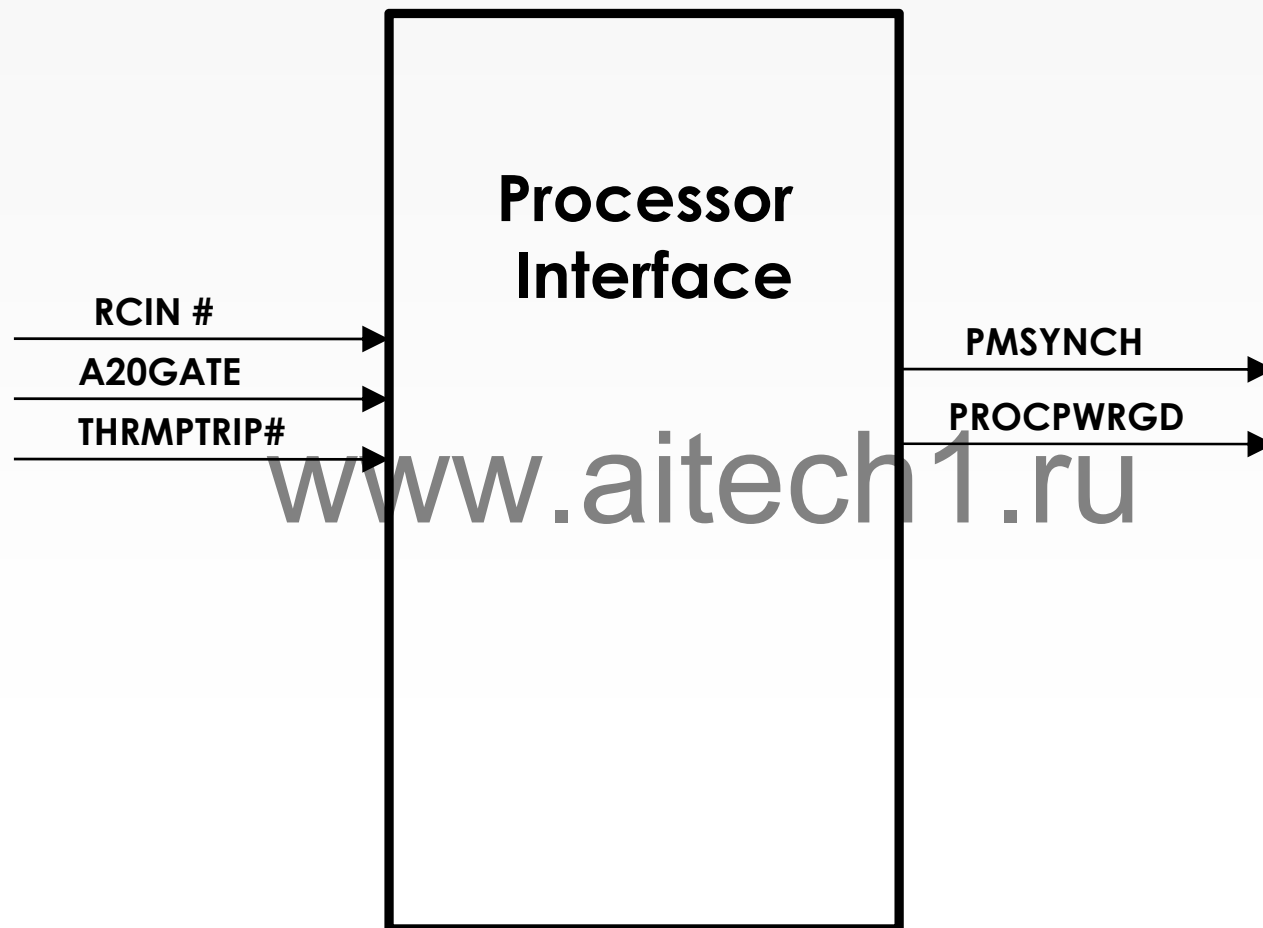 Processor
Interface
RCIN #
A20GATE
THRMPTRIP#
PMSYNCH
PROCPWRGD
www.aitech1.ru